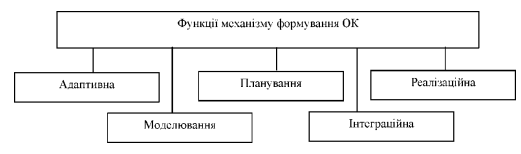 Функції механізму формування ОК
Адаптивна
Планування
Реалізаційна
Моделювання
Інтеграційна